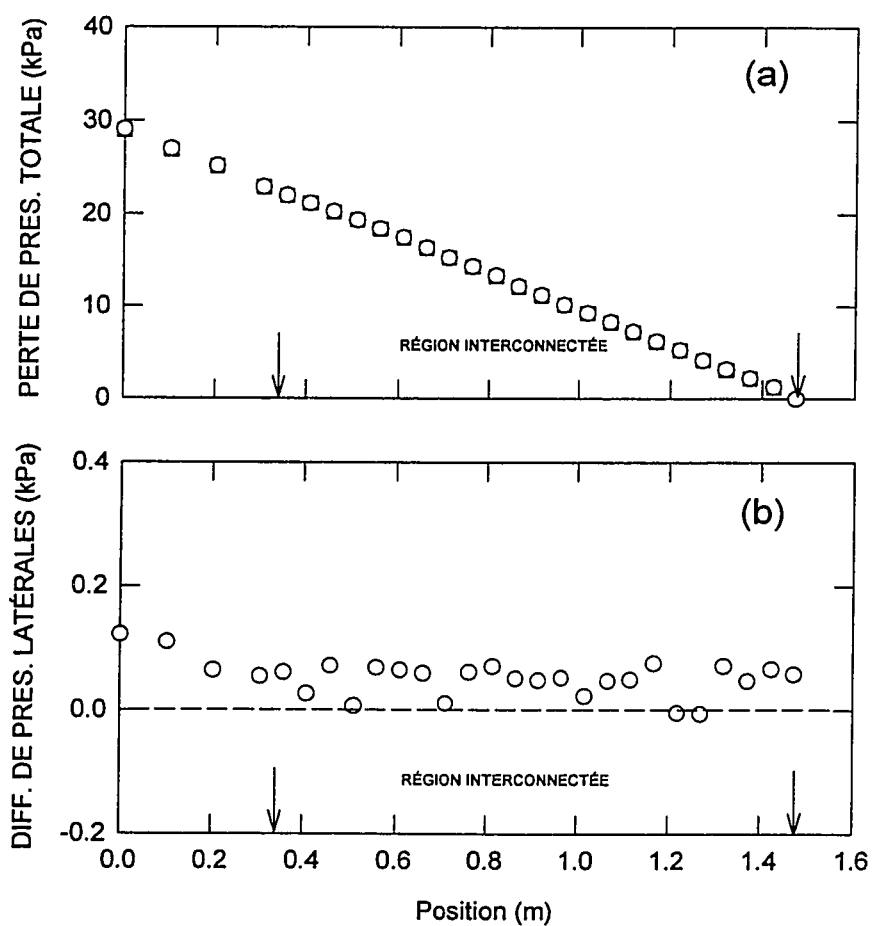 PERTE DE PRES. TOTALE (kPa)
40
30
20
10
0
(a)
RÉGION INTERCONNECTÉE
DIFF. DE PRES. LATÉRALES (kPa)
0.4
0.2
0.0
-0.2
(b)
RÉGION INTERCONNECTÉE
0.0 0.2 0.4 0.6 0.8 1.0 1.2 1.4 1.6
Position (m)